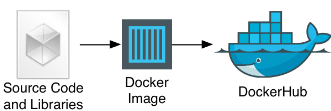 Source Code
and Libraries
Docker
Image
DockerHub